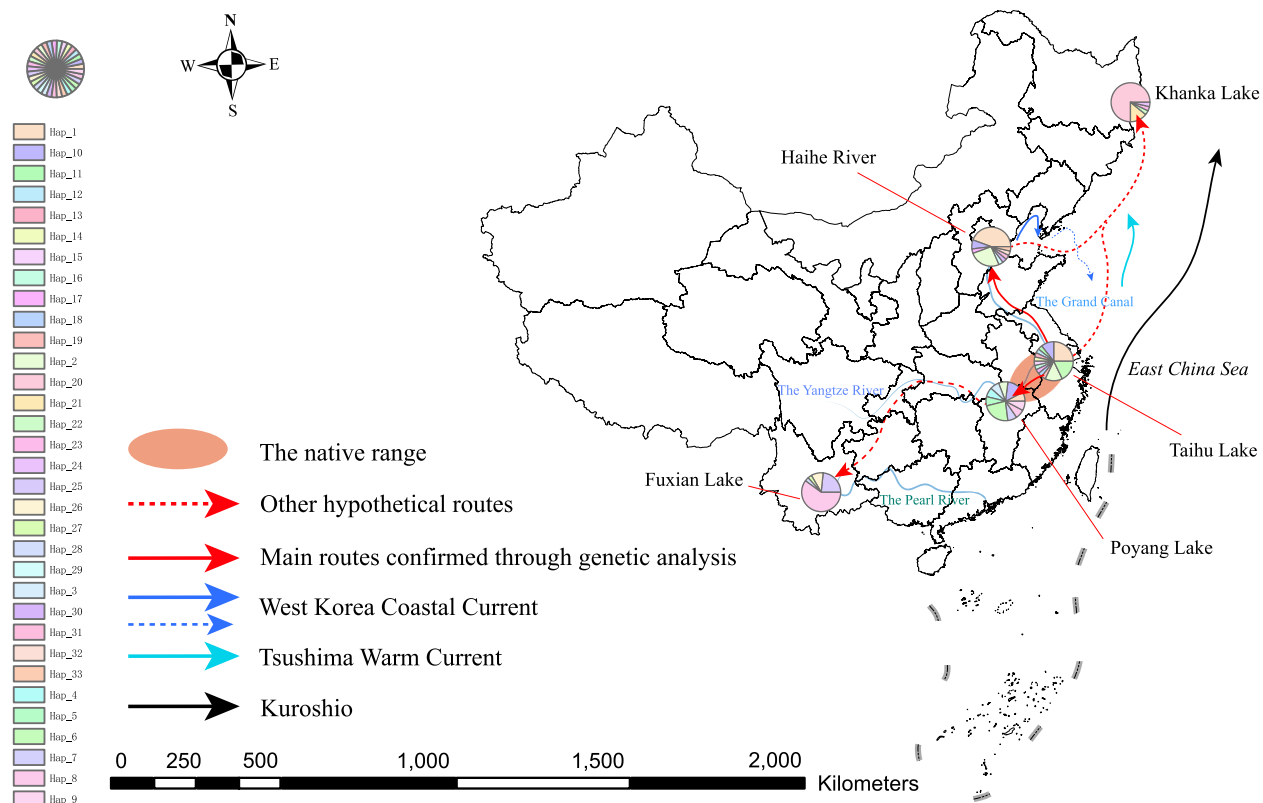 N
W
E
S
Hap_1
Hap_10
Hap_11
Hap_12
Hap_13
Hap_14
Hap_15
Hap_16
Hap_17
Hap_18
Hap_19
Hap_2
Hap_20
Hap_21
Hap_22
Hap_23
Hap_24
Hap_25
Hap_26
Hap_27
Hap_28
Hap_29
Hap_3
Hap_30
Hap_31
Hap_32
Hap_33
Hap_4
Hap_5
Hap_6
Hap_7
Hap_8
Hap_9
Khanka Lake
Haihe River
The Grand Canal
East China Sea
The Yangtze River
Taihu Lake
Fuxian Lake
The Pearl River
Poyang Lake
The native range
Other hypothetical routes
Main routes confirmed through genetic analysis
West Korea Coastal Current
Tsushima Warm Current
Kuroshio
0 250 500 1,000 1,500 2,000
Kilometers